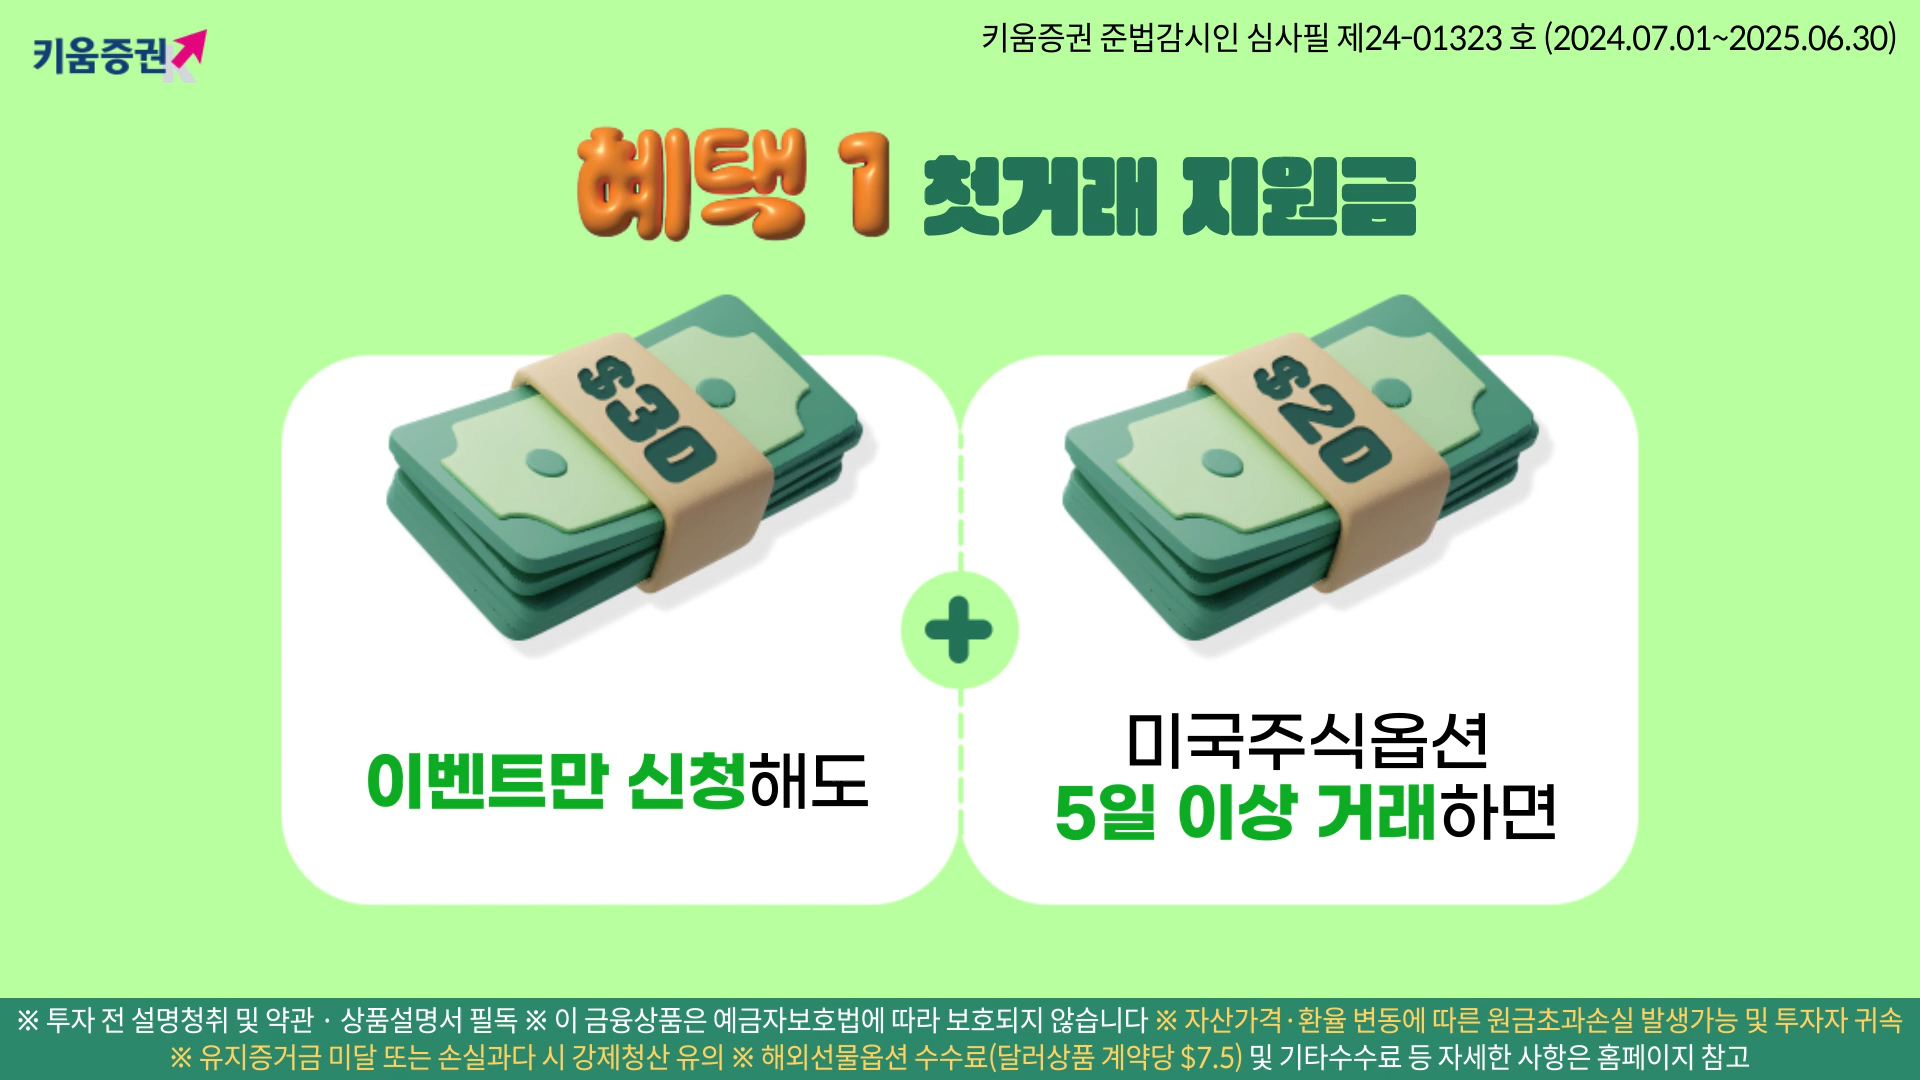 키움증권
키움증권 준법감시인 심사필 제24-01323 호 (2024.07.01~2025.06.30)
혜택 1 첫거래 지원금
$30
$20
+
이벤트만 신청해도
미국주식옵션
5일 이상 거래하면
※ 투자 전 설명청취 및 약관 · 상품설명서 필독 ※ 이 금융상품은 예금자보호법에 따라 보호되지 않습니다 ※ 자산가격·환율 변동에 따른 원금초과손실 발생가능 및 투자자 귀속
※ 유지증거금 미달 또는 손실과다 시 강제청산 유의 ※ 해외선물옵션 수수료(달러상품 계약당 $7.5) 및 기타수수료 등 자세한 사항은 홈페이지 참고